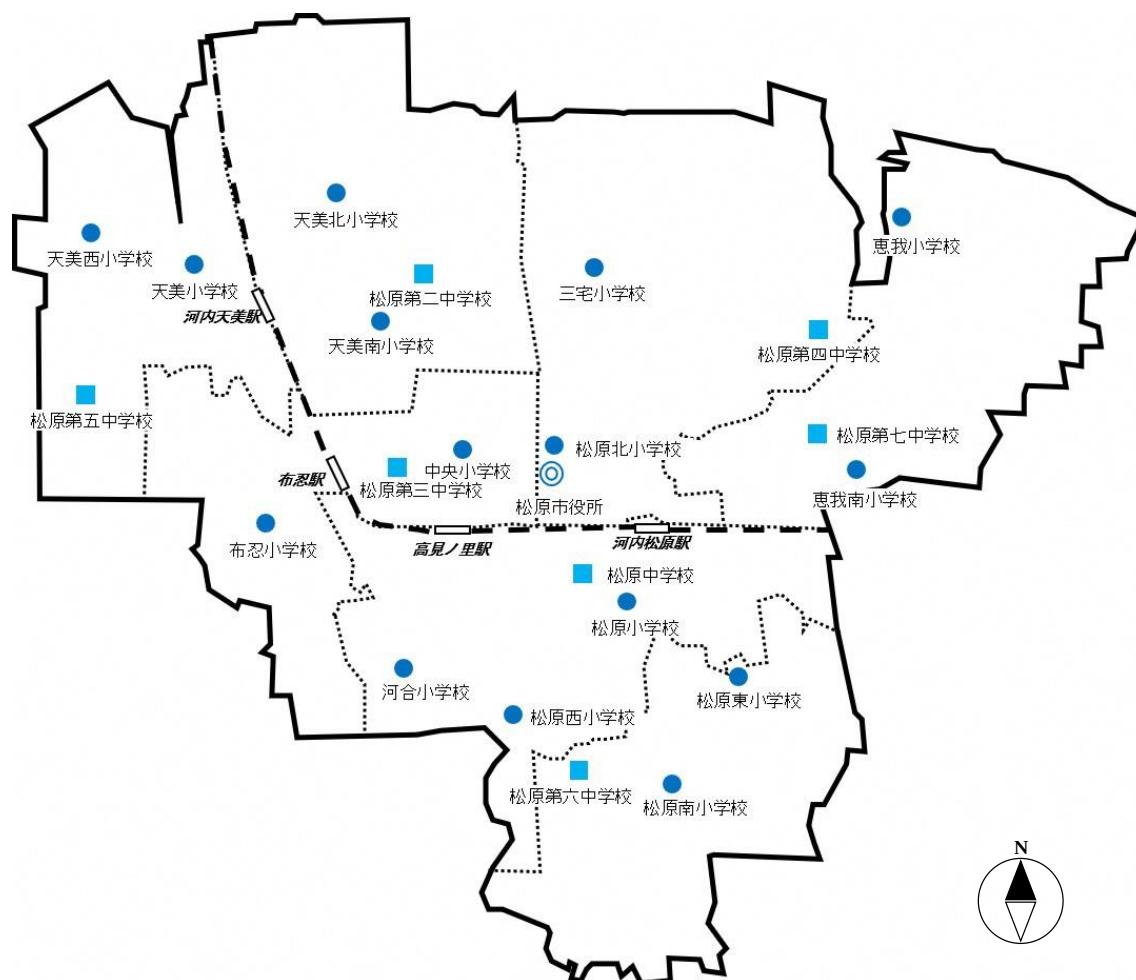 天美北小学校
恵我小学校
天美西小学校
天美小学校
松原第二中学校
三宅小学校
河内天美駅
天美南小学校
松原第四中学校
松原第五中学校
松原第七中学校
松原北小学校
中央小学校
布忍駅
松原第三中学校
恵我南小学校
松原市役所
布忍小学校
高見ノ里駅
河内松原駅
松原中学校
松原小学校
河合小学校
松原東小学校
松原西小学校
松原第六中学校
松原南小学校
N